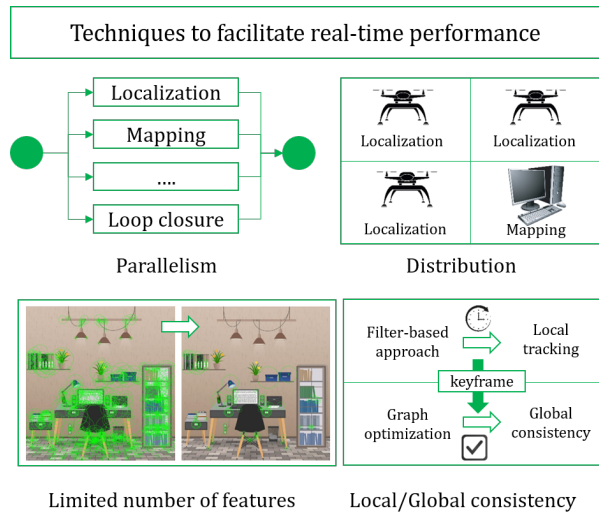 Techniques to facilitate real-time performance
Localization
Mapping
....
Loop closure
Parallelism
Localization
Localization
Localization
Mapping
Distribution
Limited number of features
Filter-based
approach
Local
tracking
keyframe
Graph
optimization
Global
consistency
Local/Global consistency